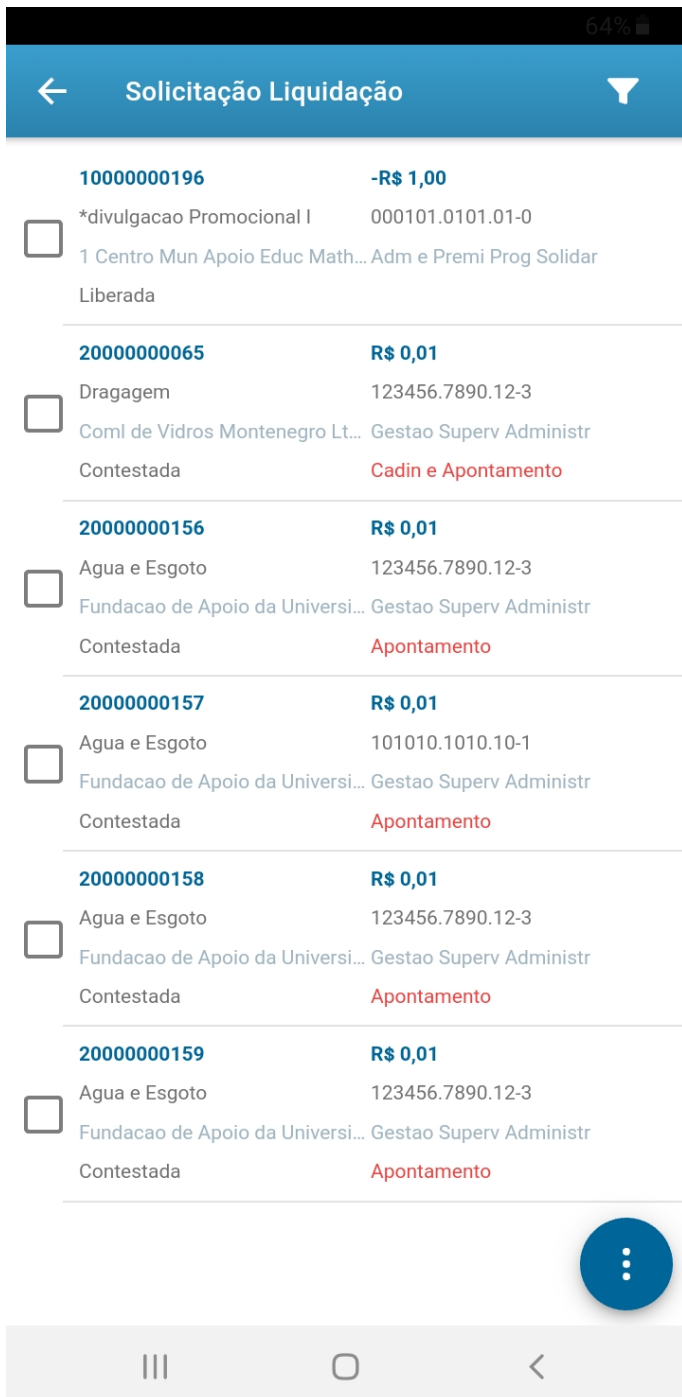 64%
Solicitação Liquidação
10000000196 -R$ 1,00
*divulgacao Promocional I 000101.0101.01-0
1 Centro Mun Apoio Educ Math... Adm e Premi Prog Solidar
Liberada
20000000065 R$ 0,01
Dragagem 123456.7890.12-3
Coml de Vidros Montenegro Lt... Gestao Superv Administr
Contestada Cadin e Apontamento
20000000156 R$ 0,01
Agua e Esgoto 123456.7890.12-3
Fundacao de Apoio da Universi... Gestao Superv Administr
Contestada Apontamento
20000000157 R$ 0,01
Agua e Esgoto 101010.1010.10-1
Fundacao de Apoio da Universi... Gestao Superv Administr
Contestada Apontamento
20000000158 R$ 0,01
Agua e Esgoto 123456.7890.12-3
Fundacao de Apoio da Universi... Gestao Superv Administr
Contestada Apontamento
20000000159 R$ 0,01
Agua e Esgoto 123456.7890.12-3
Fundacao de Apoio da Universi... Gestao Superv Administr
Contestada Apontamento